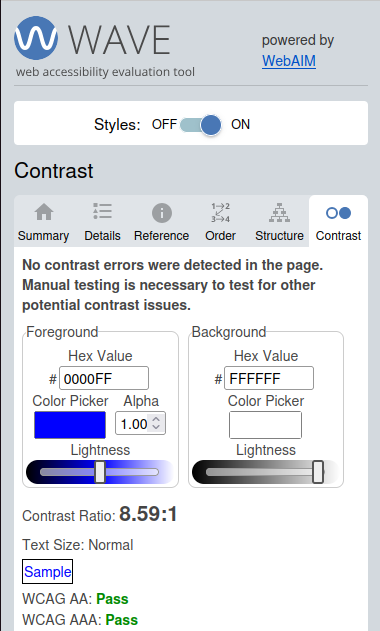 WAVE
web accessibility evaluation tool
powered by
WebAIM
Styles: OFF ON
Contrast
Summary Details Reference Order Structure Contrast
No contrast errors were detected in the page.
Manual testing is necessary to test for other
potential contrast issues.
Foreground
Hex Value
# 0000FF
Color Picker Alpha
1.00
Lightness
Background
Hex Value
# FFFFFF
Color Picker
Lightness
Contrast Ratio: 8.59:1
Text Size: Normal
Sample
WCAG AA: Pass
WCAG AAA: Pass